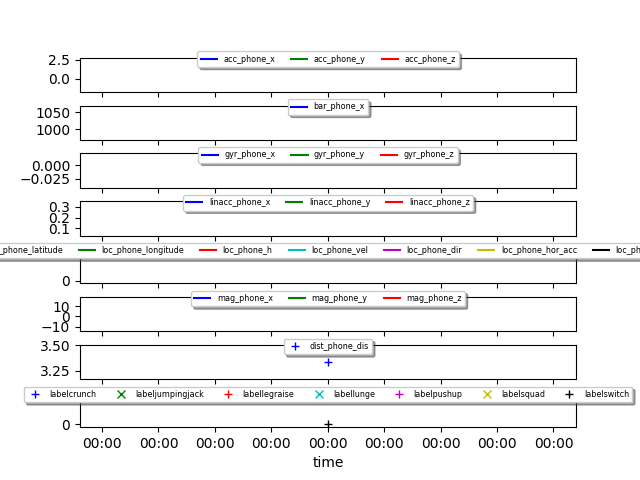 acc_phone_x acc_phone_y acc_phone_z
2.5
0.0
bar_phone_x
1050
1000
gyr_phone_x gyr_phone_y gyr_phone_z
0.000
−0.025
linacc_phone_x linacc_phone_y linacc_phone_z
0.3
0.2
0.1
_phone_latitude loc_phone_longitude loc_phone_h loc_phone_vel loc_phone_dir loc_phone_hor_acc loc_ph
0
mag_phone_x mag_phone_y mag_phone_z
10
0
−10
dist_phone_dis
3.50
3.25
labelcrunch labeljumpingjack labellegraise labellunge labelpushup labelsquad labelswitch
0
00:00 00:00 00:00 00:00 00:00 00:00 00:00 00:00 00:00
time